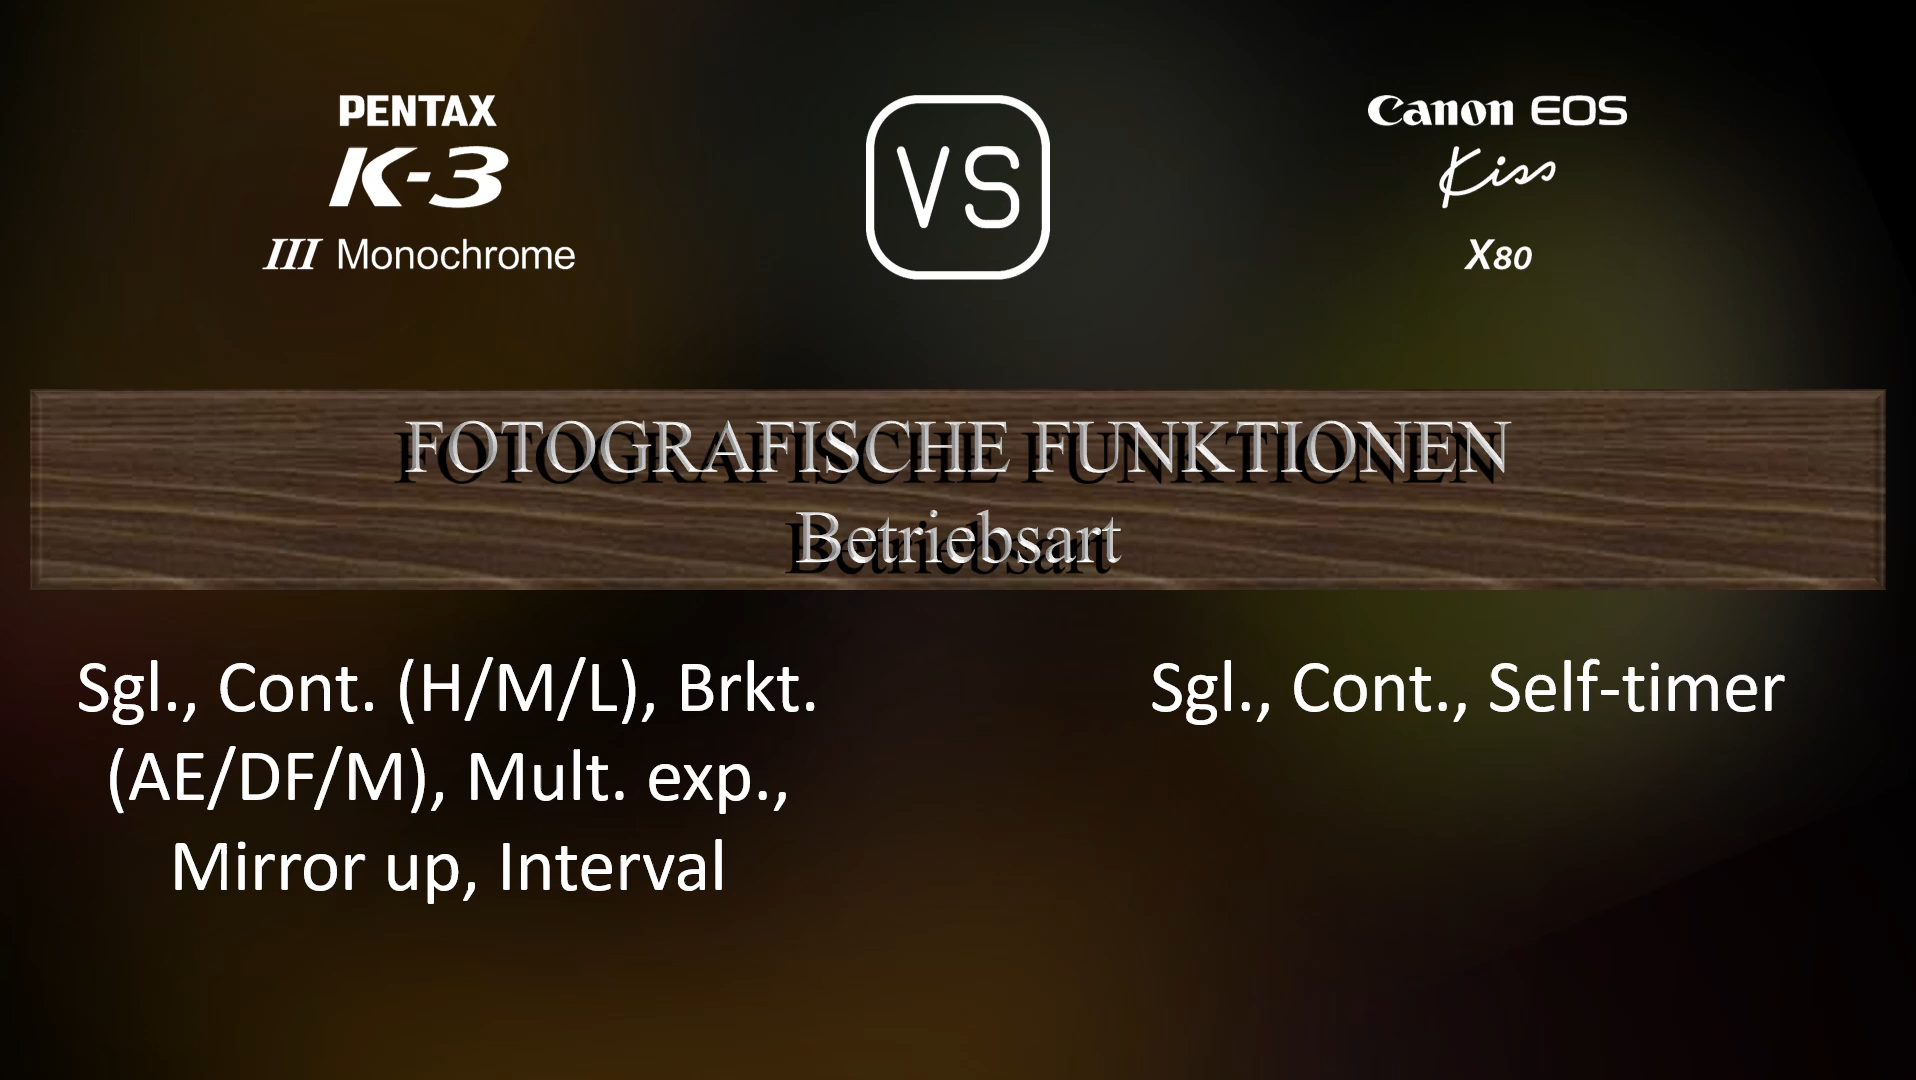 PENTAX
K-3
III Monochrome
VS
Canon EOS
Kiss
X80
FOTOGRAFISCHE FUNKTIONEN
Betriebsart
Sgl., Cont. (H/M/L), Brkt.
(AE/DF/M), Mult. exp.,
Mirror up, Interval
Sgl., Cont., Self-timer